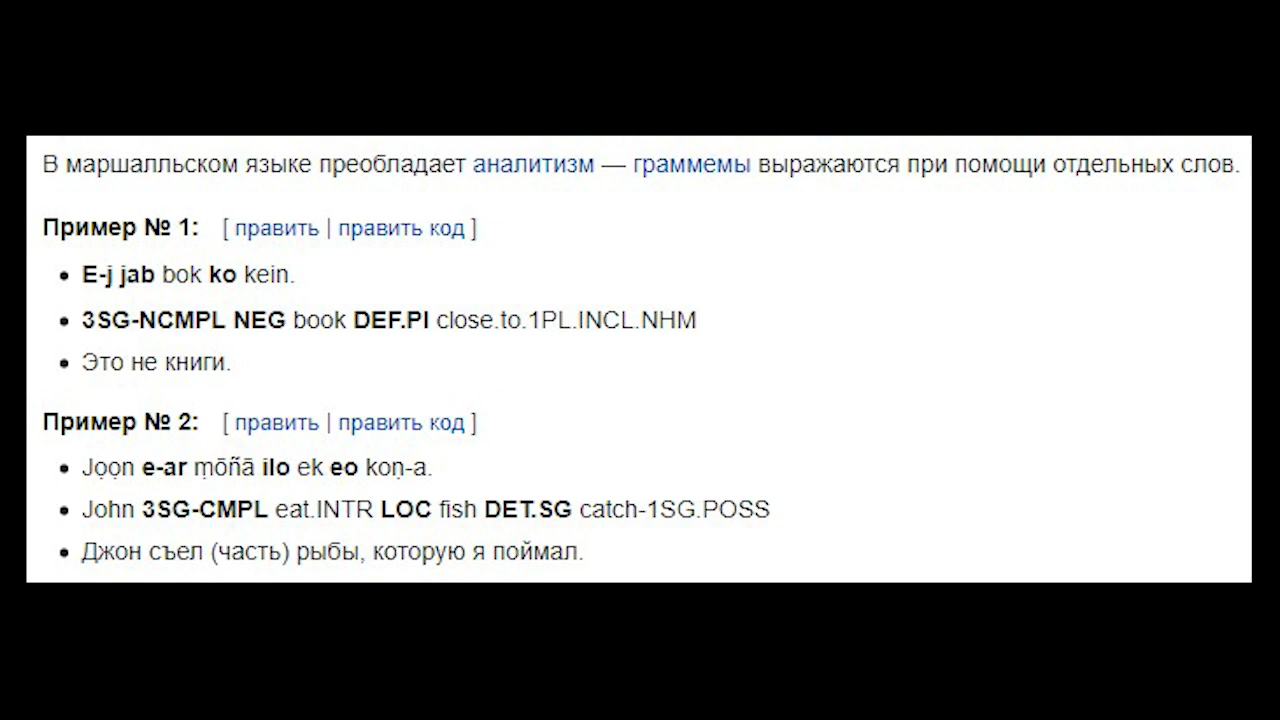 В маршалльском языке преобладает аналитизм — граммемы выражаются при помощи отдельных слов.
Пример № 1: [ править | править код ]
• E-j jab bok ko kein.
• 3SG-NCMPL NEG book DEF.Pl close.to.1PL.INCL.NHM
• Это не книги.
Пример № 2: [ править | править код ]
• Jọọn e-ar ṃōñā ilo ek eo koṇ-a.
• John 3SG-CMPL eat.INTR LOC fish DET.SG catch-1SG.POSS
• Джон съел (часть) рыбы, которую я поймал.